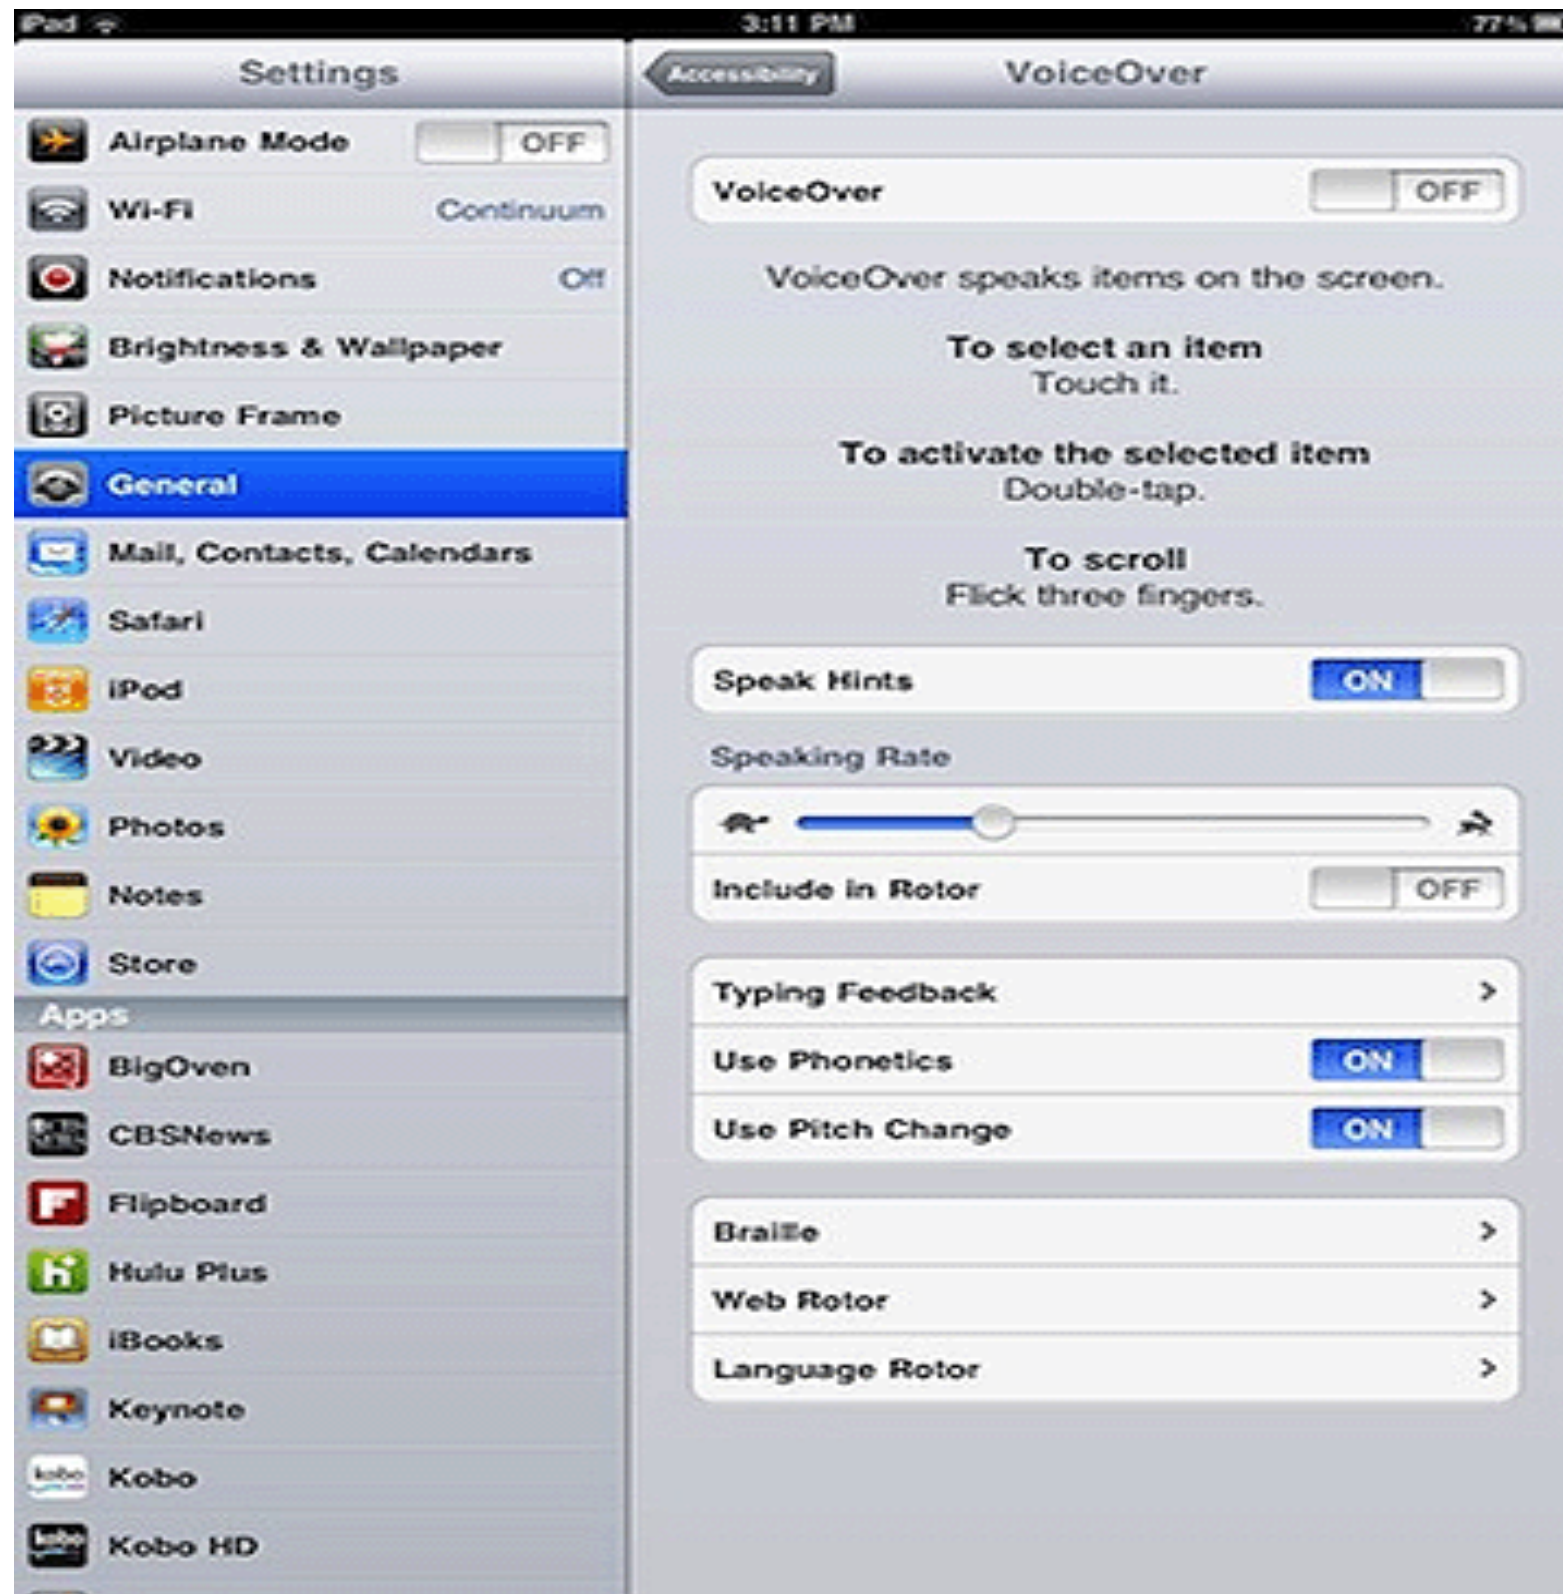 iPad
3:11 PM
77%
Settings
Airplane Mode OFF
Wi-Fi Continuum
Notifications Off
Brightness & Wallpaper
Picture Frame
General
Mail, Contacts, Calendars
Safari
iPod
Video
Photos
Notes
Store
Apps
BigOven
CBSNews
Flipboard
Hulu Plus
iBooks
Keynote
kobo Kobo
kobo Kobo HD
Accessibility
VoiceOver
VoiceOver OFF
VoiceOver speaks items on the screen.
To select an item
Touch it.
To activate the selected item
Double-tap.
To scroll
Flick three fingers.
Speak Hints ON
Speaking Rate
Include in Rotor OFF
Typing Feedback
Use Phonetics ON
Use Pitch Change ON
Braille
Web Rotor
Language Rotor